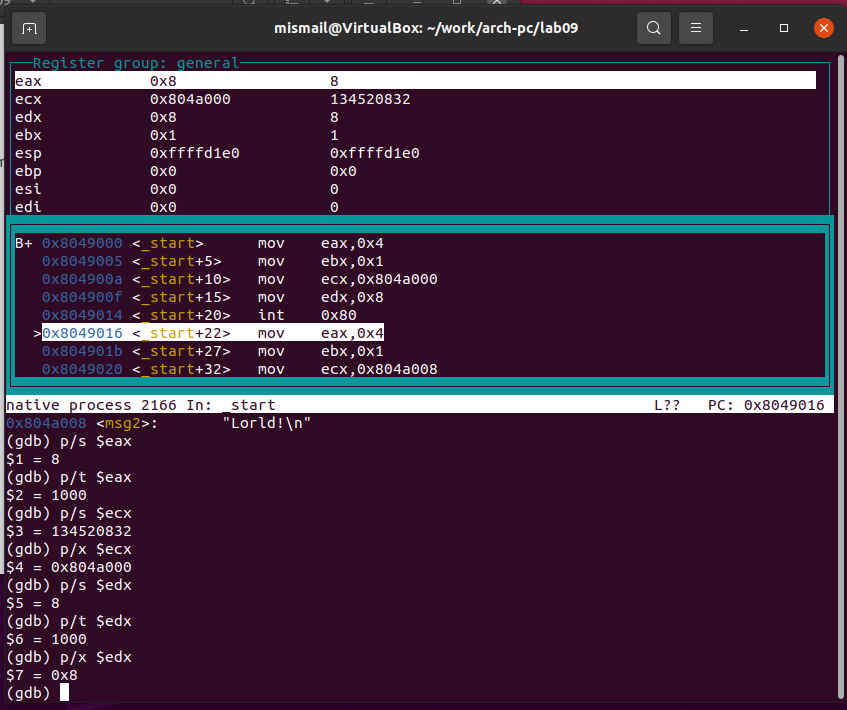 mismail@VirtualBox: ~/work/arch-pc/lab09
Register group: general
eax 0x8 8
ecx 0x804a000 134520832
edx 0x8 8
ebx 0x1 1
esp 0xffffd1e0 0xffffd1e0
ebp 0x0 0x0
esi 0x0 0
edi 0x0 0
B+ 0x8049000 <_start> mov eax,0x4
0x8049005 <_start+5> mov ebx,0x1
0x804900a <_start+10> mov ecx,0x804a000
0x804900f <_start+15> mov edx,0x8
0x8049014 <_start+20> int 0x80
>0x8049016 <_start+22> mov eax,0x4
0x804901b <_start+27> mov ebx,0x1
0x8049020 <_start+32> mov ecx,0x804a008
native process 2166 In: _start L?? PC: 0x8049016
0x804a008 <msg2>: "Lorld!\n"
(gdb) p/s $eax
$1 = 8
(gdb) p/t $eax
$2 = 1000
(gdb) p/s $ecx
$3 = 134520832
(gdb) p/x $ecx
$4 = 0x804a000
(gdb) p/s $edx
$5 = 8
(gdb) p/t $edx
$6 = 1000
(gdb) p/x $edx
$7 = 0x8
(gdb)